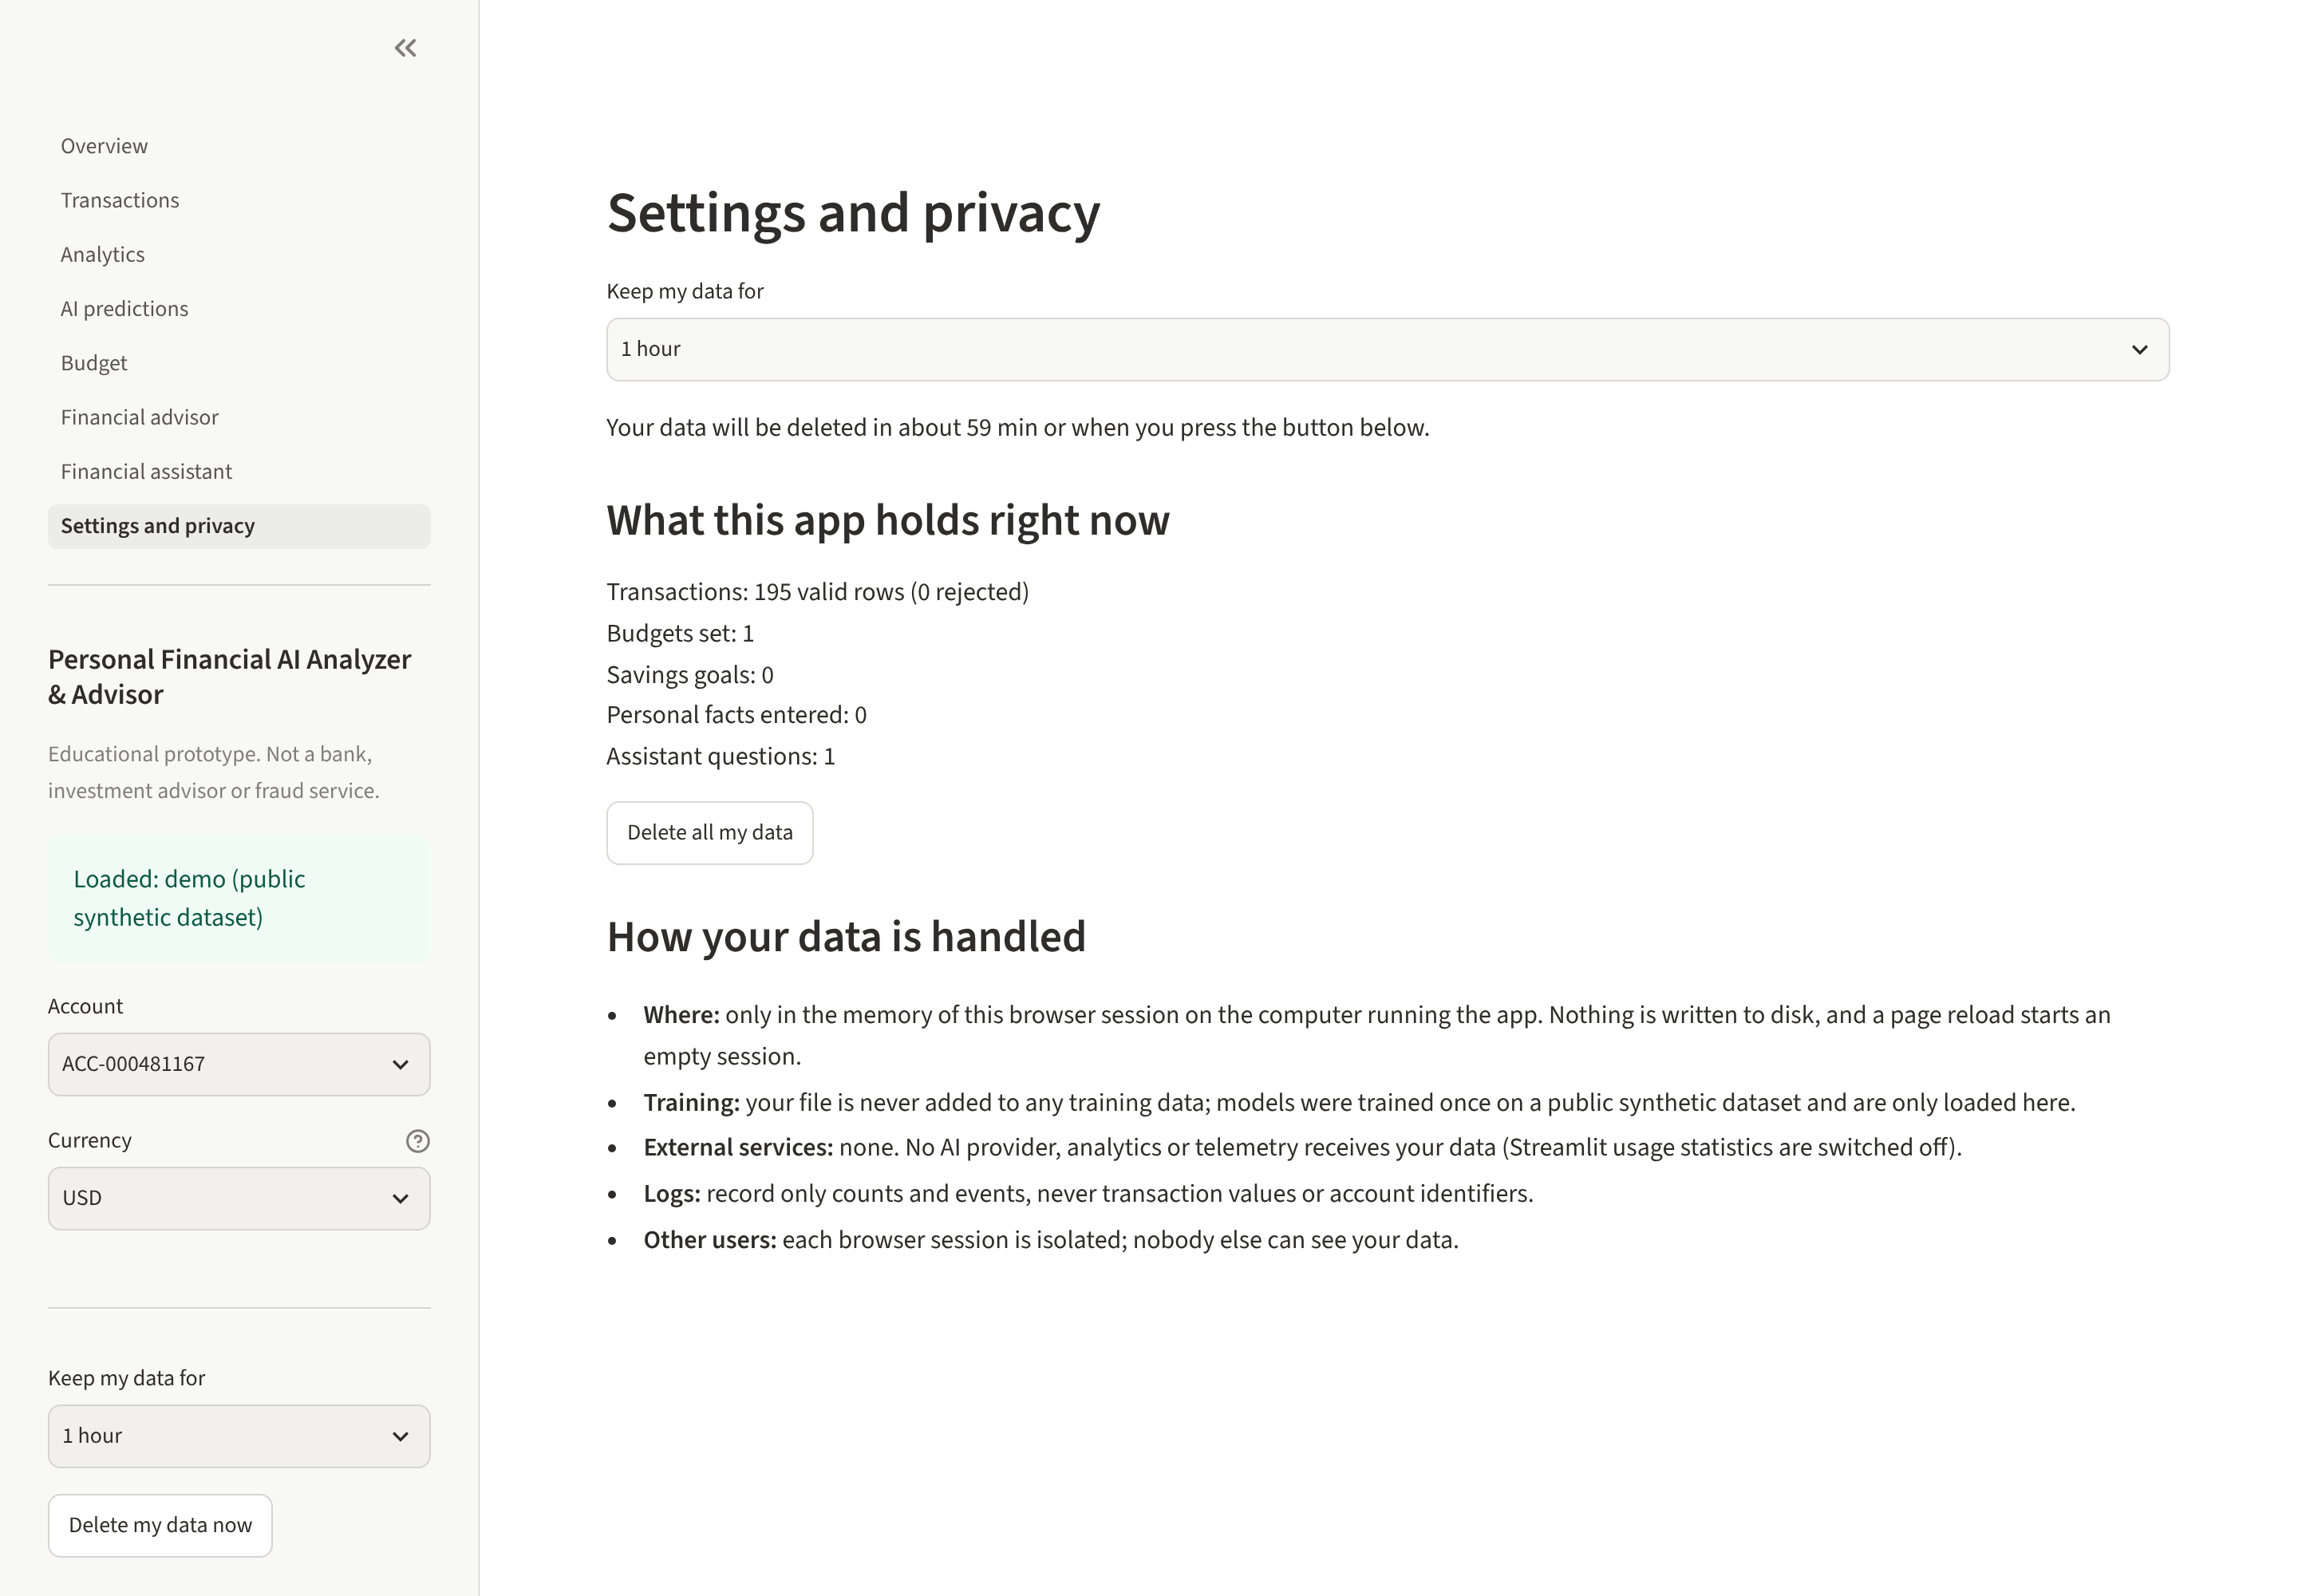 Overview
Transactions
Analytics
AI predictions
Budget
Financial advisor
Financial assistant
Settings and privacy
Personal Financial AI Analyzer
& Advisor
Educational prototype. Not a bank,
investment advisor or fraud service.
Loaded: demo (public
synthetic dataset)
Account
ACC-000481167
Currency
USD
Keep my data for
1 hour
Delete my data now
Settings and privacy
Keep my data for
1 hour
Your data will be deleted in about 59 min or when you press the button below.
What this app holds right now
Transactions: 195 valid rows (0 rejected)
Budgets set: 1
Savings goals: 0
Personal facts entered: 0
Assistant questions: 1
Delete all my data
How your data is handled
• Where: only in the memory of this browser session on the computer running the app. Nothing is written to disk, and a page reload starts an
empty session.
• Training: your file is never added to any training data; models were trained once on a public synthetic dataset and are only loaded here.
• External services: none. No AI provider, analytics or telemetry receives your data (Streamlit usage statistics are switched off).
• Logs: record only counts and events, never transaction values or account identifiers.
• Other users: each browser session is isolated; nobody else can see your data.